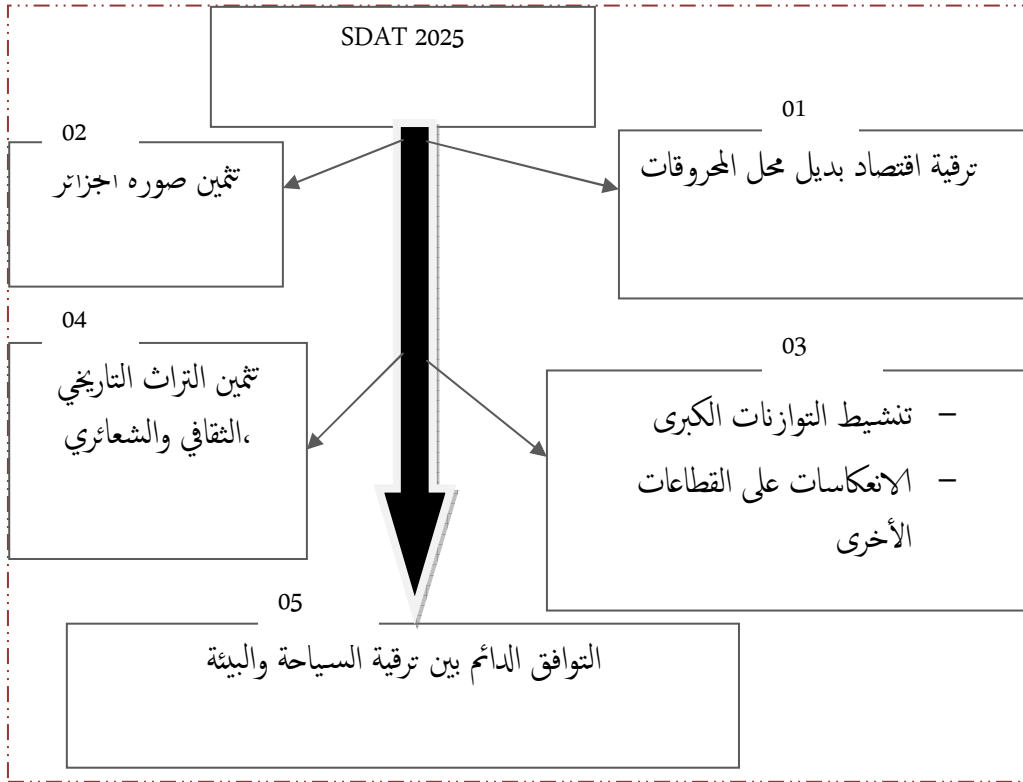 SDAT 2025
01
ترقية اقتصاد بديل محل المحروقات
02
تثمين صوره الجزائر
03
– تنشيط التوازنات الكبرى
– الانعكاسات على القطاعات
الأخرى
04
تثمين التراث التاريخي
،الثقافي والشعائري
05
التوافق الدائم بين ترقية السياحة والبيئة